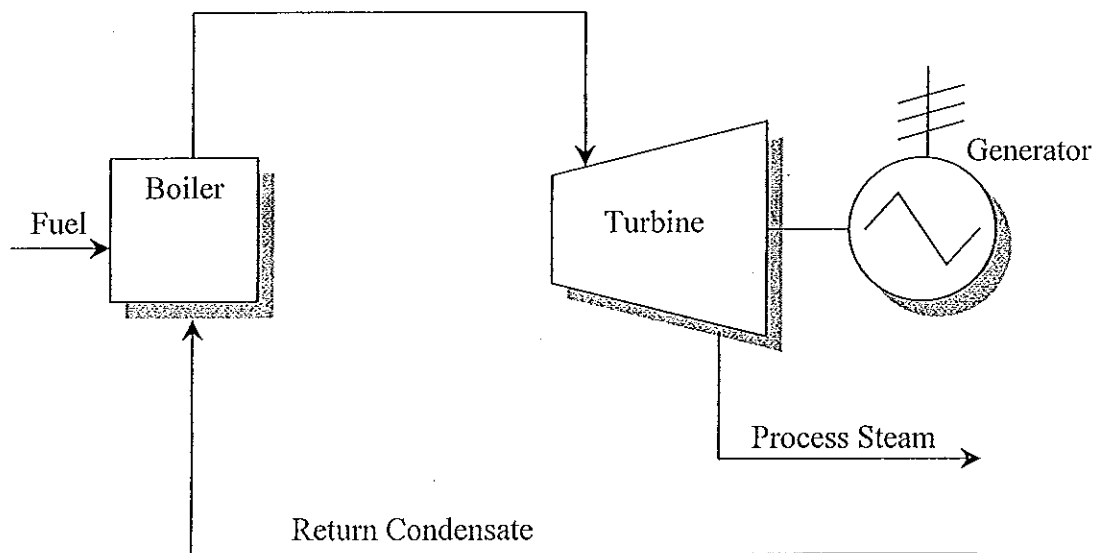 Boiler
Fuel
Turbine
Generator
Process Steam
Return Condensate